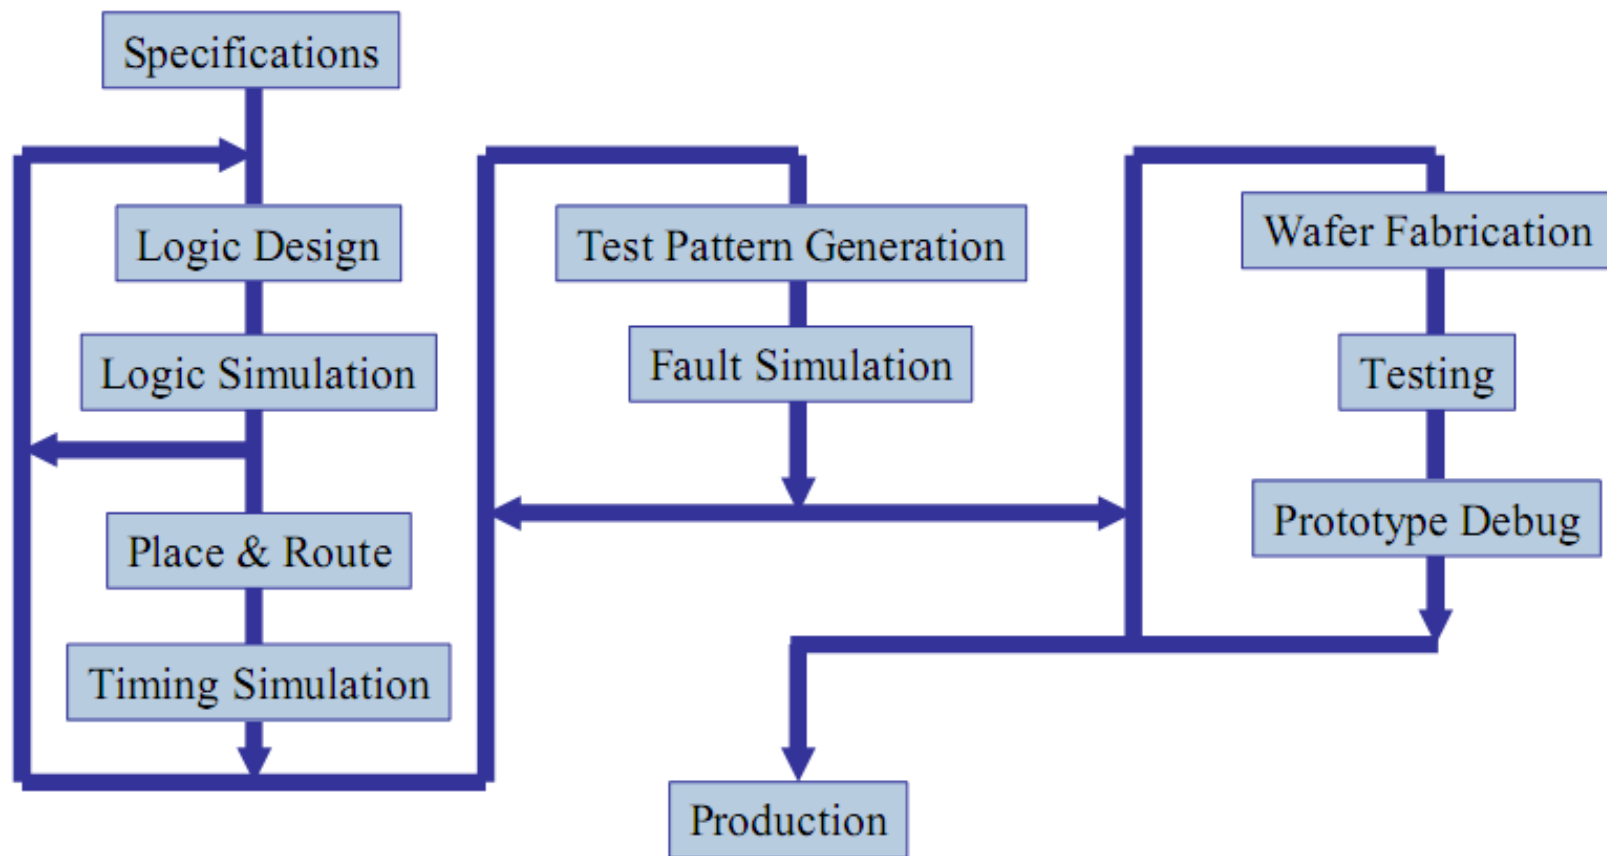 Specifications
Logic Design
Logic Simulation
Place & Route
Timing Simulation
Test Pattern Generation
Fault Simulation
Wafer Fabrication
Testing
Prototype Debug
Production